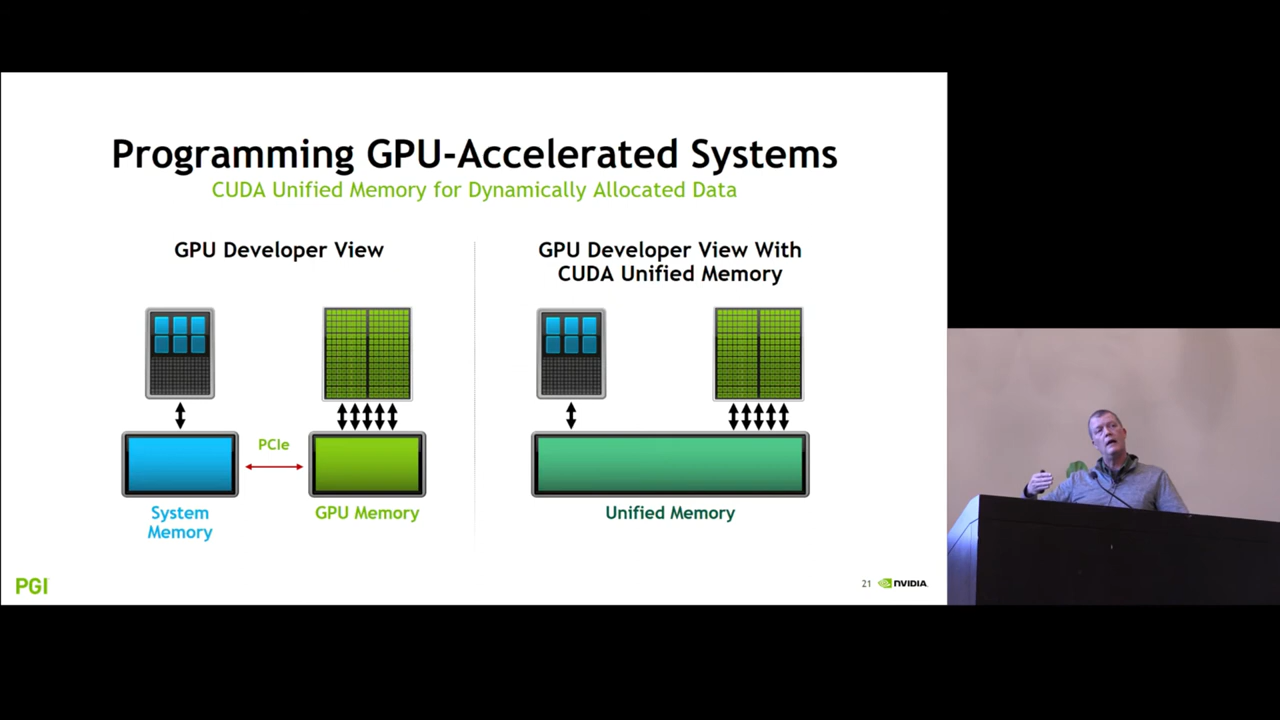 Programming GPU-Accelerated Systems
CUDA Unified Memory for Dynamically Allocated Data
GPU Developer View
GPU Developer View With
CUDA Unified Memory
PCIe
System
Memory
GPU Memory
Unified Memory
PGI
21
NVIDIA